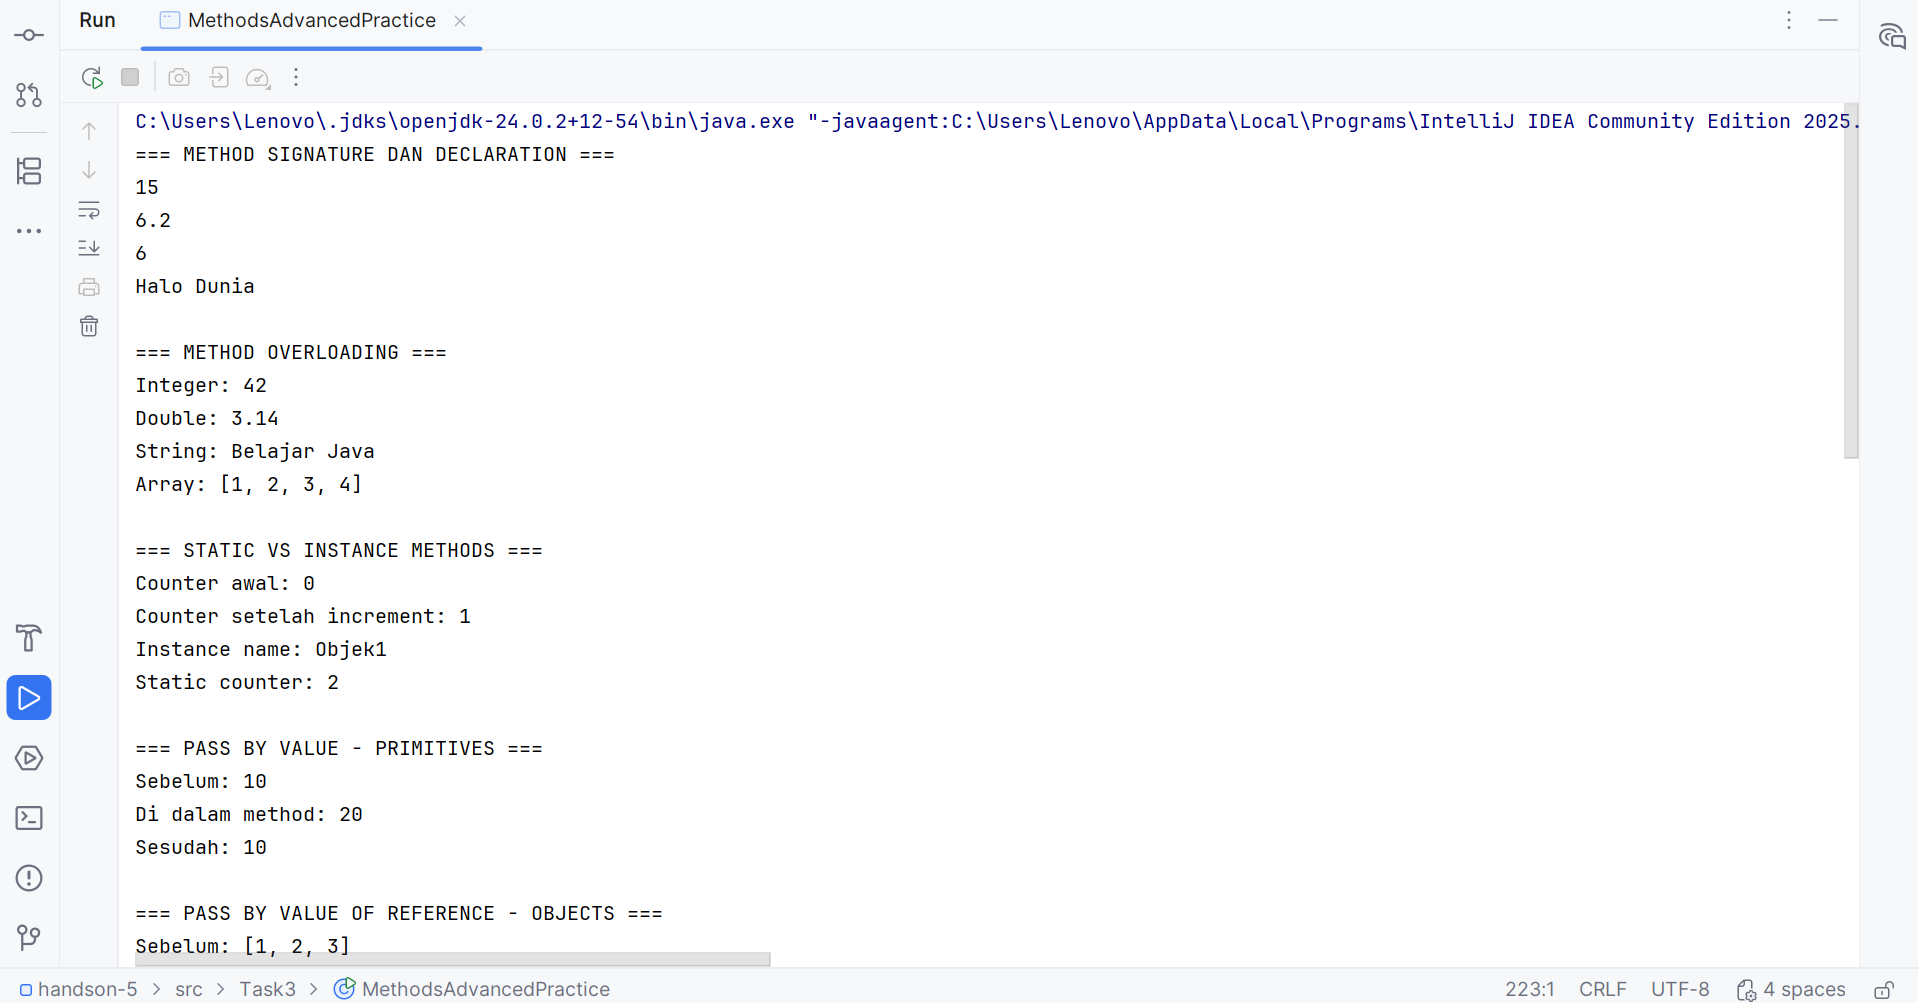 Run MethodsAdvancedPractice
C:\Users\Lenovo\.jdks\openjdk-24.0.2+12-54\bin\java.exe "-javaagent:C:\Users\Lenovo\AppData\Local\Programs\IntelliJ IDEA Community Edition 2025.
=== METHOD SIGNATURE DAN DECLARATION ===
15
6.2
6
Halo Dunia
=== METHOD OVERLOADING ===
Integer: 42
Double: 3.14
String: Belajar Java
Array: [1, 2, 3, 4]
=== STATIC VS INSTANCE METHODS ===
Counter awal: 0
Counter setelah increment: 1
Instance name: Objek1
Static counter: 2
=== PASS BY VALUE - PRIMITIVES ===
Sebelum: 10
Di dalam method: 20
Sesudah: 10
=== PASS BY VALUE OF REFERENCE - OBJECTS ===
Sebelum: [1, 2, 3]
handson-5 > src > Task3 > MethodsAdvancedPractice 223:1 CRLF UTF-8 4 spaces